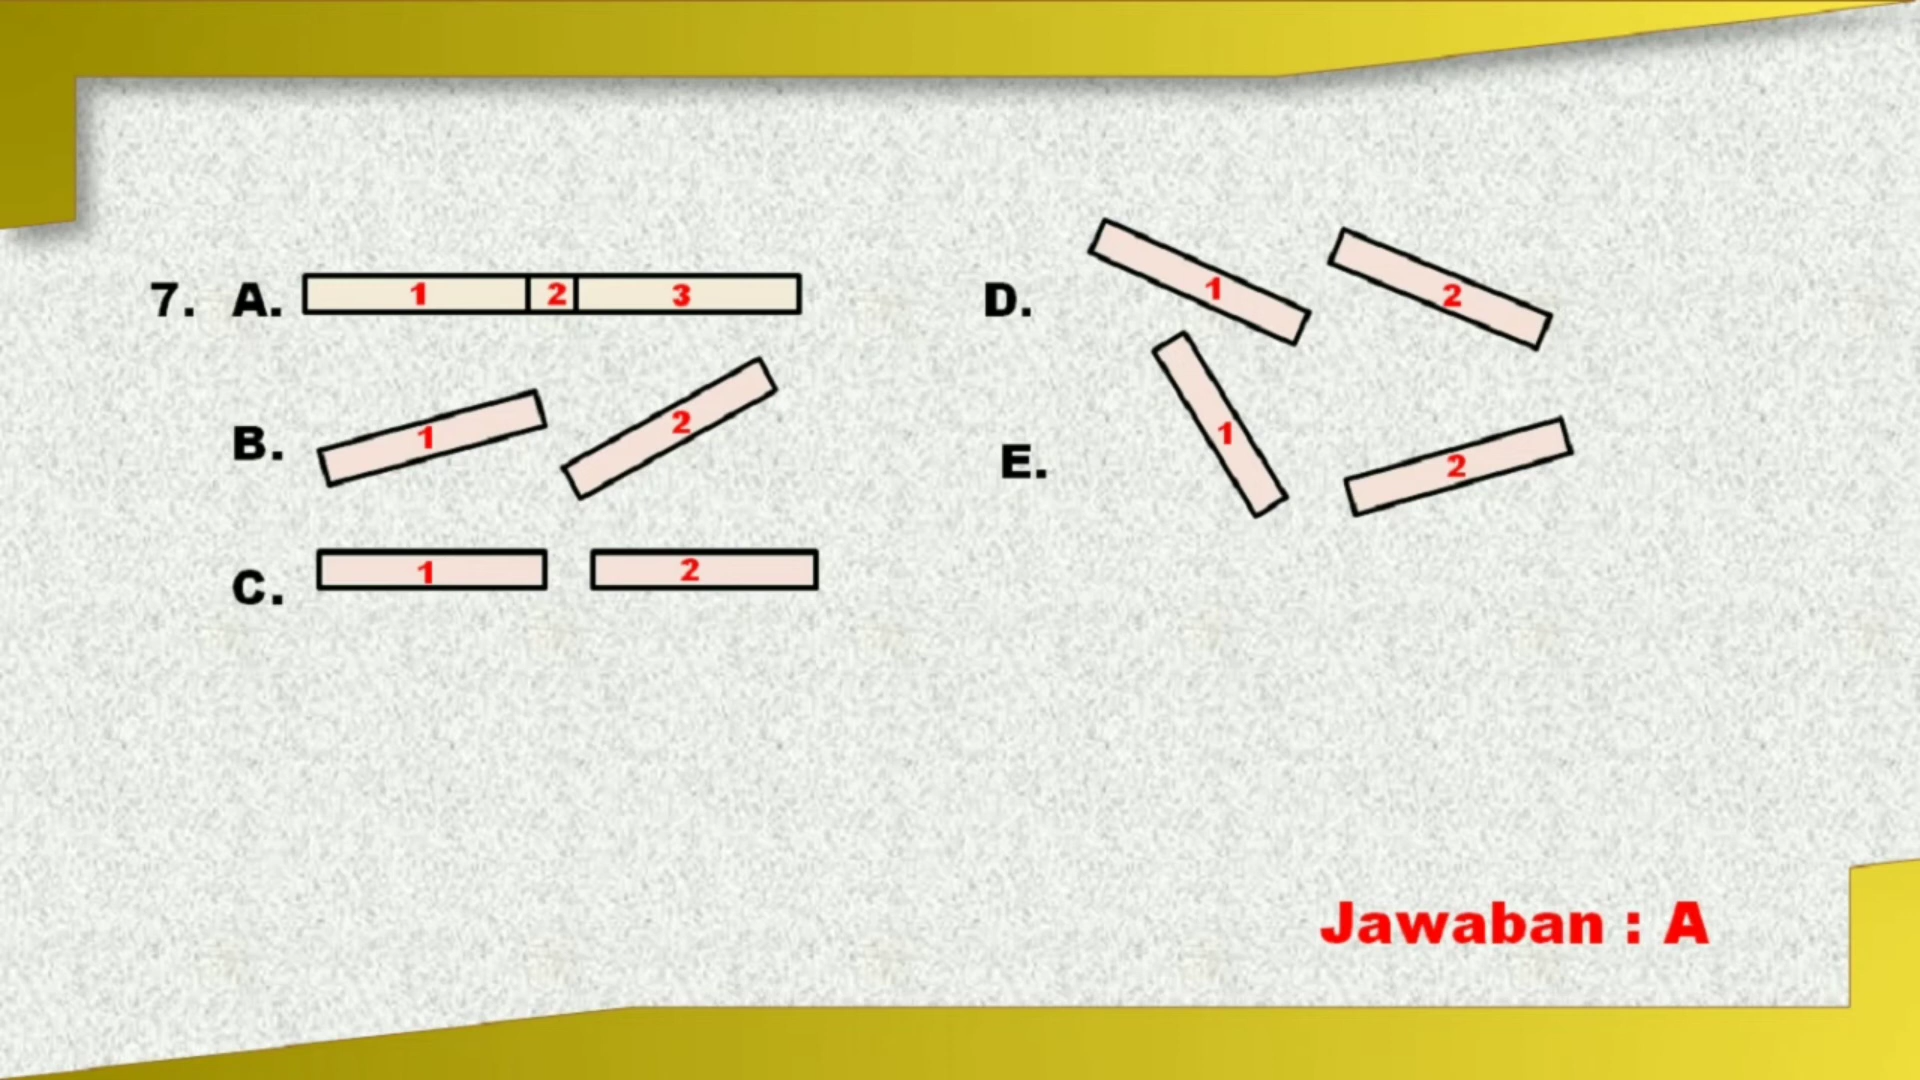 7. A. 1 2 3
B. 1 2
C. 1 2
D. 1 2
E. 1 2
Jawaban : A